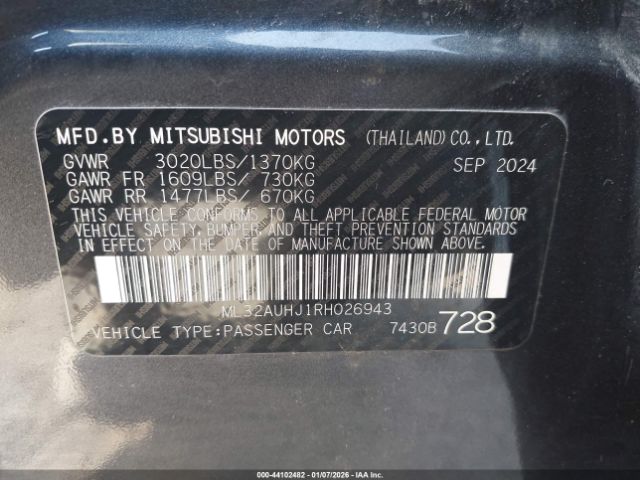 MFD.BY MITSUBISHI MOTORS (THAILAND)CO.,LTD.
GVWR 3020LBS/1370KG SEP 2024
GAWR FR 1609LBS/ 730KG
GAWR RR 1477LBS/ 670KG
THIS VEHICLE CONFORMS TO ALL APPLICABLE FEDERAL MOTOR
VEHICLE SAFETY,BUMPER AND THEFT PREVENTION STANDARDS
IN EFFECT ON THE DATE OF MANUFACTURE SHOWN ABOVE.
ML32AUHJ1RH026943
VEHICLE TYPE:PASSENGER CAR 7430B 728
000-44102482 | 01/07/2026 - COPART-IAA